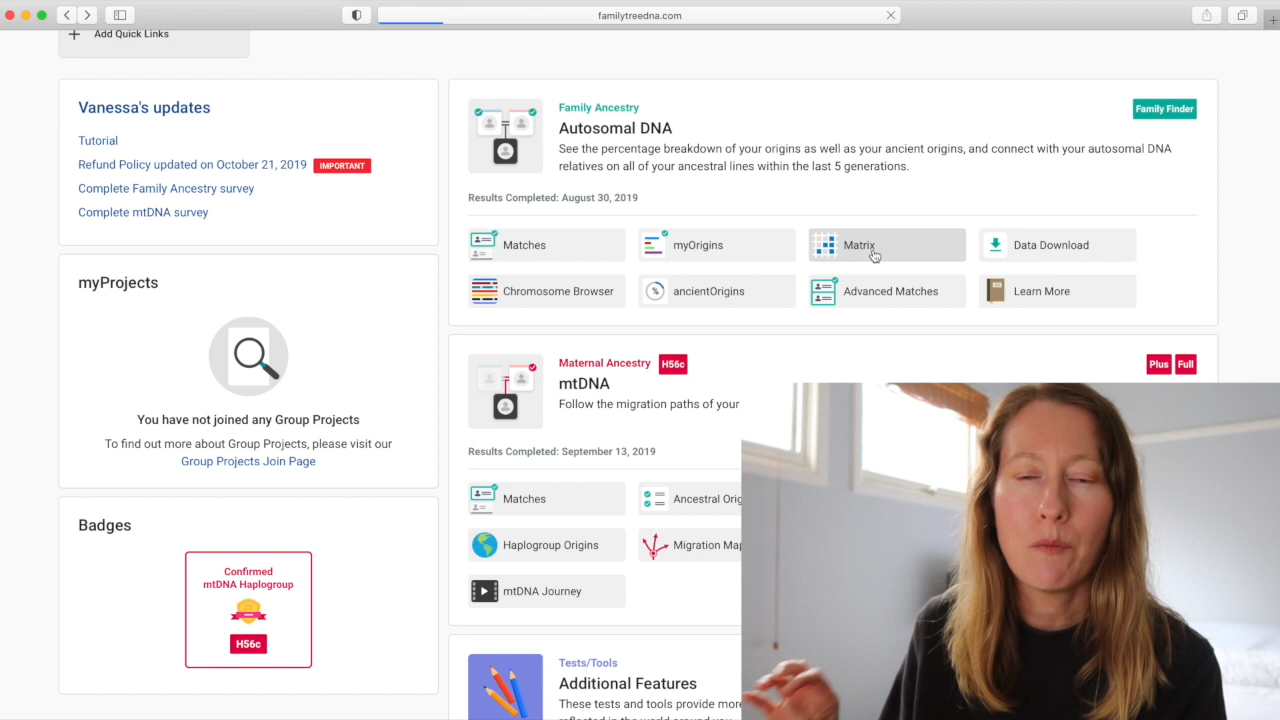 familytreedna.com
Add Quick Links
Vanessa's updates
Tutorial
Refund Policy updated on October 21, 2019 IMPORTANT
Complete Family Ancestry survey
Complete mtDNA survey
myProjects
You have not joined any Group Projects
To find out more about Group Projects, please visit our
Group Projects Join Page
Badges
Confirmed
mtDNA Haplogroup
H56c
Family Ancestry
Family Finder
Autosomal DNA
See the percentage breakdown of your origins as well as your ancient origins, and connect with your autosomal DNA
relatives on all of your ancestral lines within the last 5 generations.
Results Completed: August 30, 2019
Matches
myOrigins
Matrix
Data Download
Chromosome Browser
ancientOrigins
Advanced Matches
Learn More
Maternal Ancestry H56c
Plus Full
mtDNA
Follow the migration paths of your
Results Completed: September 13, 2019
Matches
Ancestral Orig
Haplogroup Origins
Migration Ma
mtDNA Journey
Tests/Tools
Additional Features
These tests and tools provide more